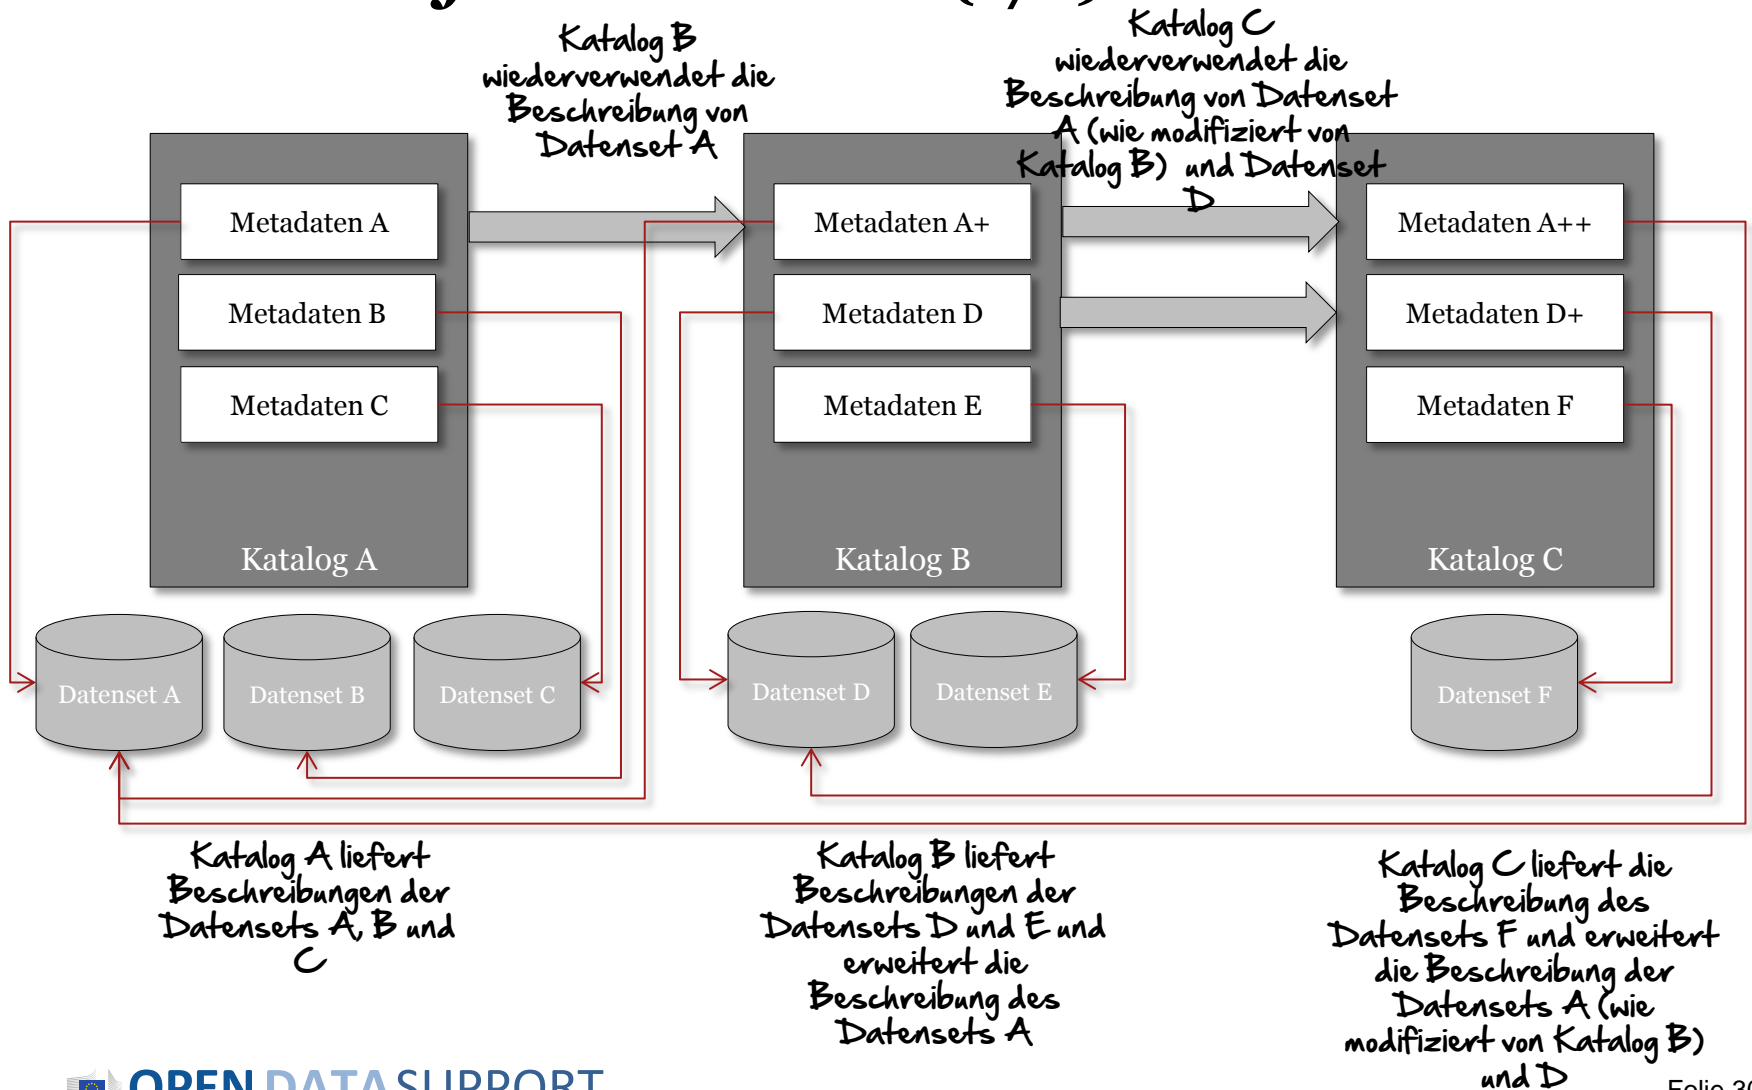 Katalog B
wiederverwendet die
Beschreibung von
Datenset A
Katalog C
wiederverwendet die
Beschreibung von Datenset
A (wie modifiziert von
Katalog B) und Datenset
D
Metadaten A
Metadaten B
Metadaten C
Katalog A
Metadaten A+
Metadaten D
Metadaten E
Katalog B
Metadaten A++
Metadaten D+
Metadaten F
Katalog C
Datenset A
Datenset B
Datenset C
Datenset D
Datenset E
Datenset F
Katalog A liefert
Beschreibungen der
Datensets A, B und
C
Katalog B liefert
Beschreibungen der
Datensets D und E und
erweitert die
Beschreibung des
Datensets A
Katalog C liefert die
Beschreibung des
Datensets F und erweitert
die Beschreibung der
Datensets A (wie
modifiziert von Katalog B)
und D
OPEN DATA SUPPORT
Folie